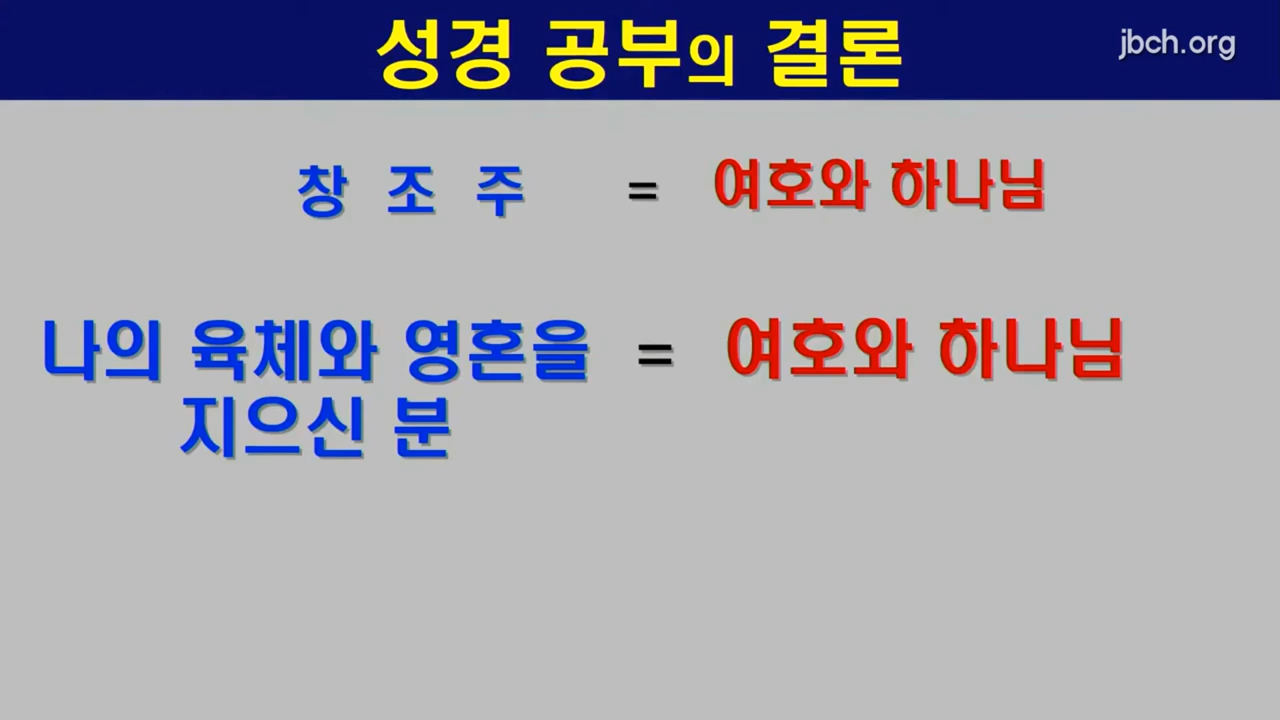 성경 공부의 결론
jbch.org
창 조 주 = 여호와 하나님
나의 육체와 영혼을 = 여호와 하나님
지으신 분